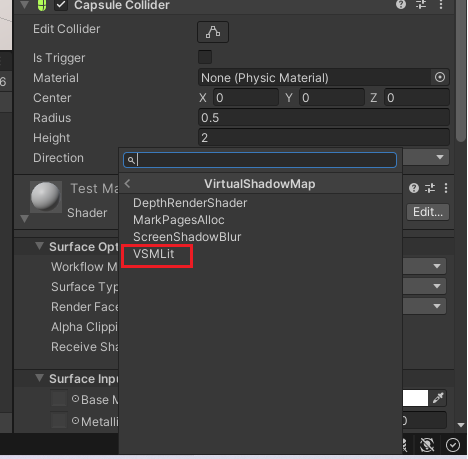 Capsule Collider
Edit Collider
Is Trigger
Material None (Physic Material)
Center X 0 Y 0 Z 0
Radius 0.5
Height 2
Direction
VirtualShadowMap
DepthRenderShader
MarkPagesAlloc
ScreenShadowBlur
VSMLit
6
Test Ma
Shader Edit...
Surface Opt
Workflow M
Surface Typ
Render Face
Alpha Clippi
Receive Sha
Surface Inpu
Base M
Metalli 0